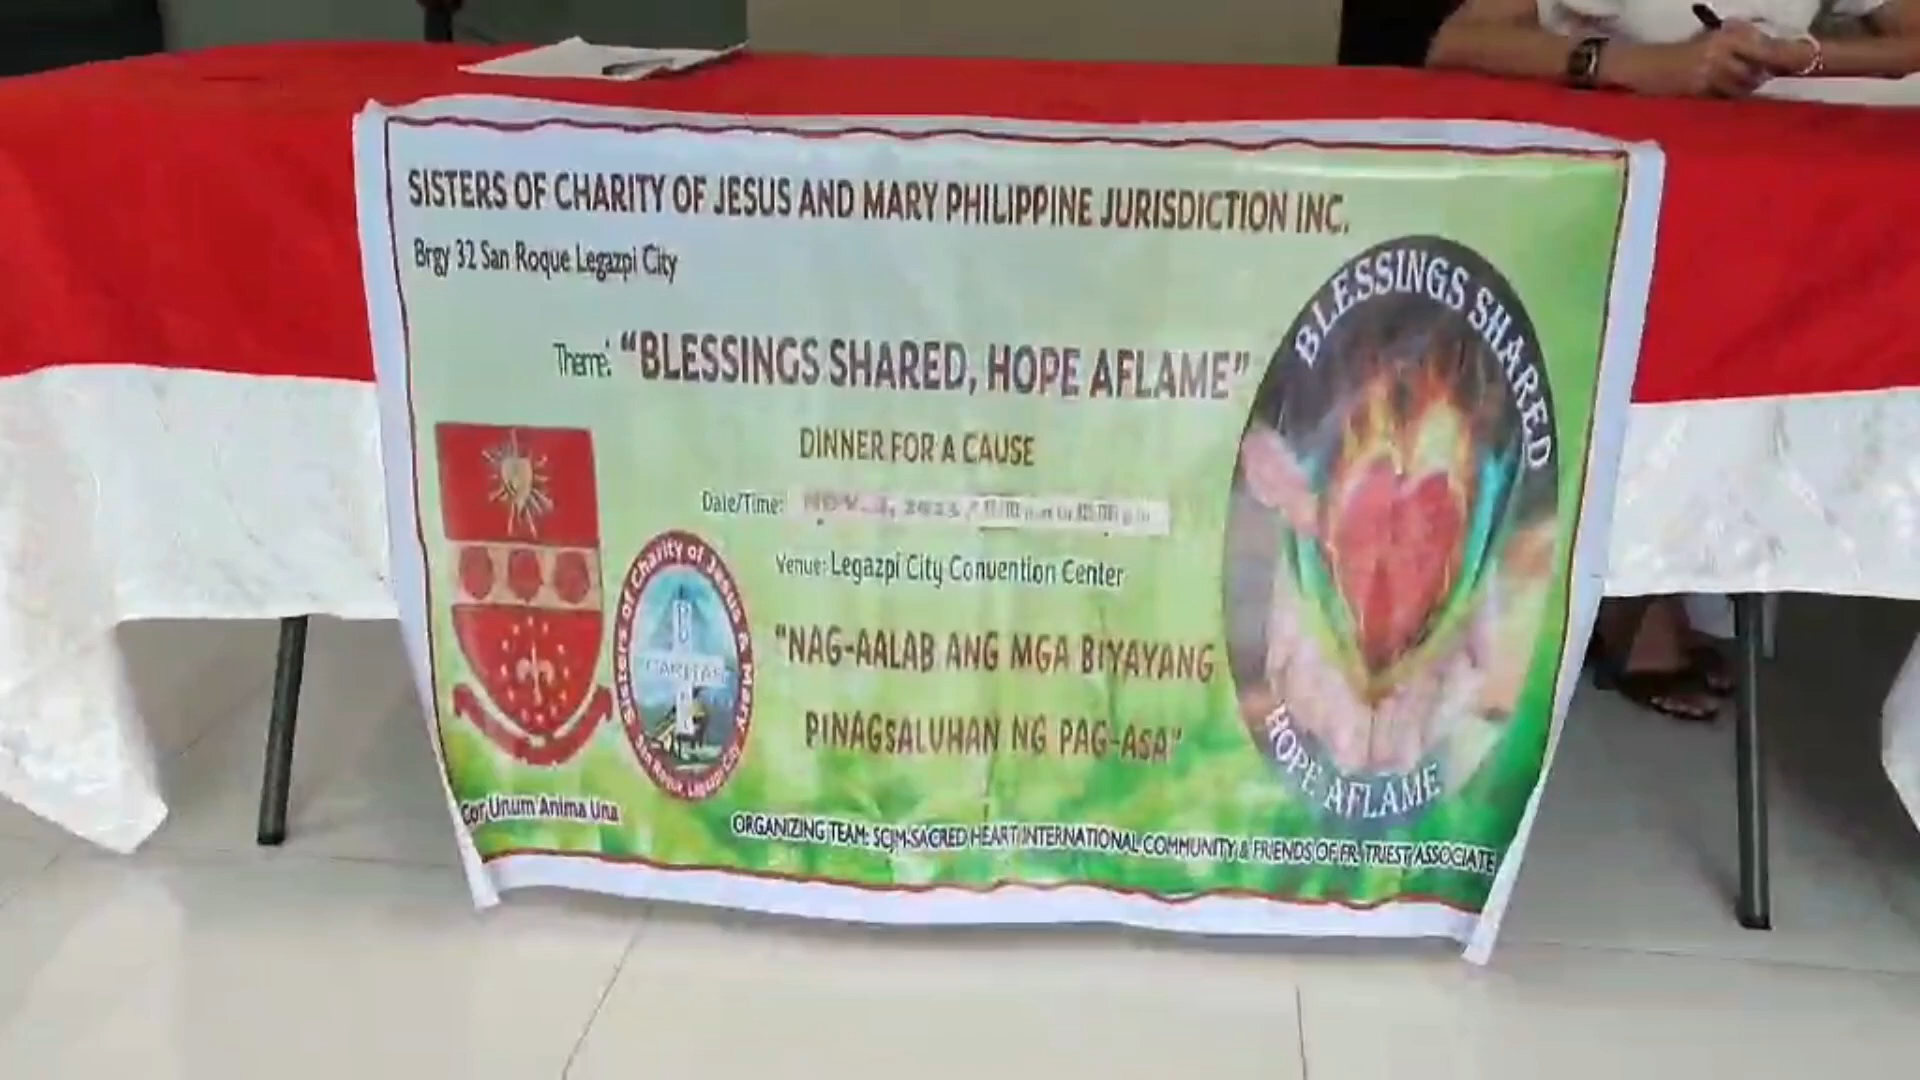 SISTERS OF CHARITY OF JESUS AND MARY PHILIPPINE JURISDICTION INC.
Brgy 32 San Roque Legazpi City
Theme: "BLESSINGS SHARED, HOPE AFLAME"
DINNER FOR A CAUSE
Date/Time:
Venue: Legazpi City Convention Center
"NAG-AALAB ANG MGA BIYAYANG
PINAGSALUHAN NG PAG-ASA"
BLESSINGS SHARED
HOPE AFLAME
Sisters of Charity of Jesus & Mary
San Roque, Legazpi City
Cor Unum Anima Una
ORGANIZING TEAM: SCJM-SACRED HEART INTERNATIONAL COMMUNITY & FRIENDS OF FR. TRIEST ASSOCIATE